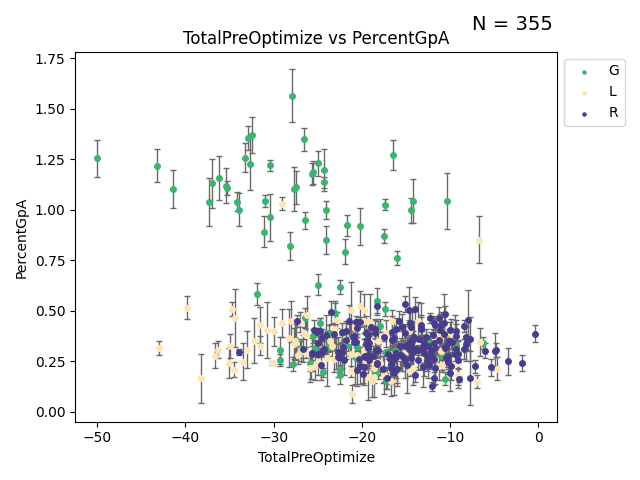 N = 355
TotalPreOptimize vs PercentGpA
1.75
1.50
1.25
1.00
0.75
0.50
0.25
0.00
PercentGpA
−50
−40
−30
−20
−10
0
TotalPreOptimize
G
L
R